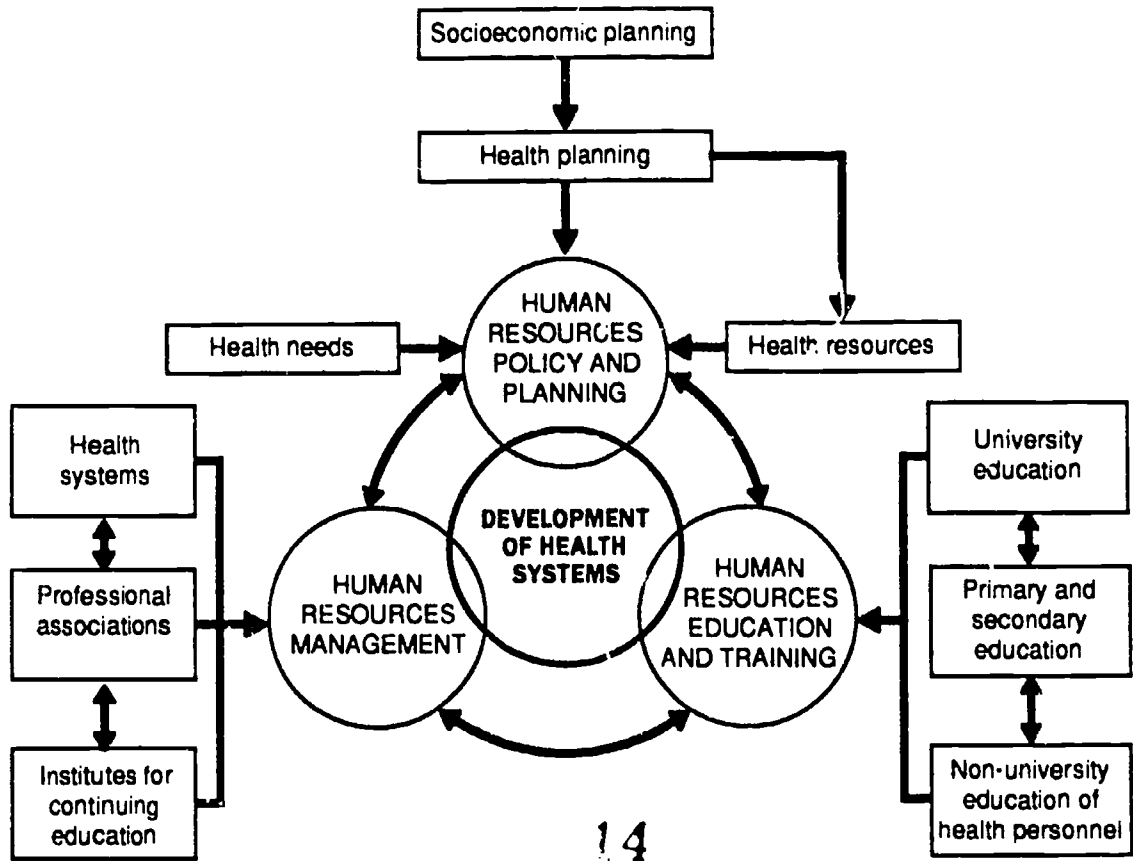 Socioeconomic planning
Health planning
HUMAN
RESOURCES
POLICY AND
PLANNING
Health needs
Health resources
Health
systems
Professional
associations
Institutes for
continuing
education
HUMAN
RESOURCES
MANAGEMENT
DEVELOPMENT
OF HEALTH
SYSTEMS
HUMAN
RESOURCES
EDUCATION
AND TRAINING
University
education
Primary and
secondary
education
Non-university
education of
health personnel
14